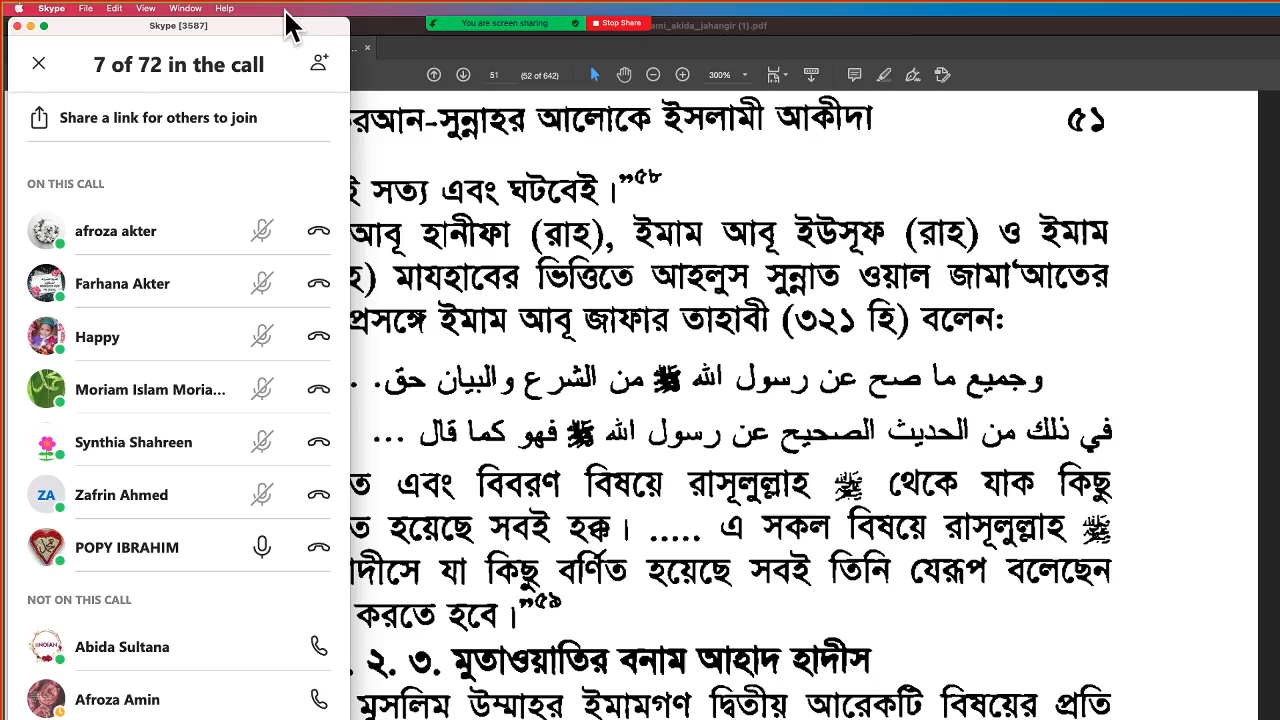 Skype File Edit View Window Help
You are screen sharing Stop Share
ami_akida_jahangir (1).pdf
Skype [3587]
7 of 72 in the call
51 (52 of 642) 300%
Share a link for others to join
ON THIS CALL
afroza akter
Farhana Akter
Happy
Moriam Islam Moria...
Synthia Shahreen
ZA Zafrin Ahmed
POPY IBRAHIM
NOT ON THIS CALL
Abida Sultana
Afroza Amin
রআন-সুন্নাহর আলোকে ইসলামী আকীদা ৫১
সত্য এবং ঘটবেই।”৫৮
আবূ হানীফা (রাহ), ইমাম আবূ ইউসূফ (রাহ) ও ইমাম
হ) মাযহাবের ভিত্তিতে আহলুস সুন্নাত ওয়াল জামা‘আতের
প্রসঙ্গে ইমাম আবূ জাফার তাহাবী (৩২১ হি) বলেন:
وجميع ما صح عن رسول الله ﷺ من الشرع والبيان حق. .
في ذلك من الحديث الصحيح عن رسول الله ﷺ فهو كما قال ...
ত এবং বিবরণ বিষয়ে রাসূলুল্লাহ ﷺ থেকে যাক কিছু
ত হয়েছে সবই হক্ক। ..... এ সকল বিষয়ে রাসূলুল্লাহ ﷺ
াদীসে যা কিছু বর্ণিত হয়েছে সবই তিনি যেরূপ বলেছেন
করতে হবে।”৫৯
. ২. ৩. মুতাওয়াতির বনাম আহাদ হাদীস
মুসলিম উম্মাহর ইমামগণ দ্বিতীয় আরেকটি বিষয়ের প্রতি